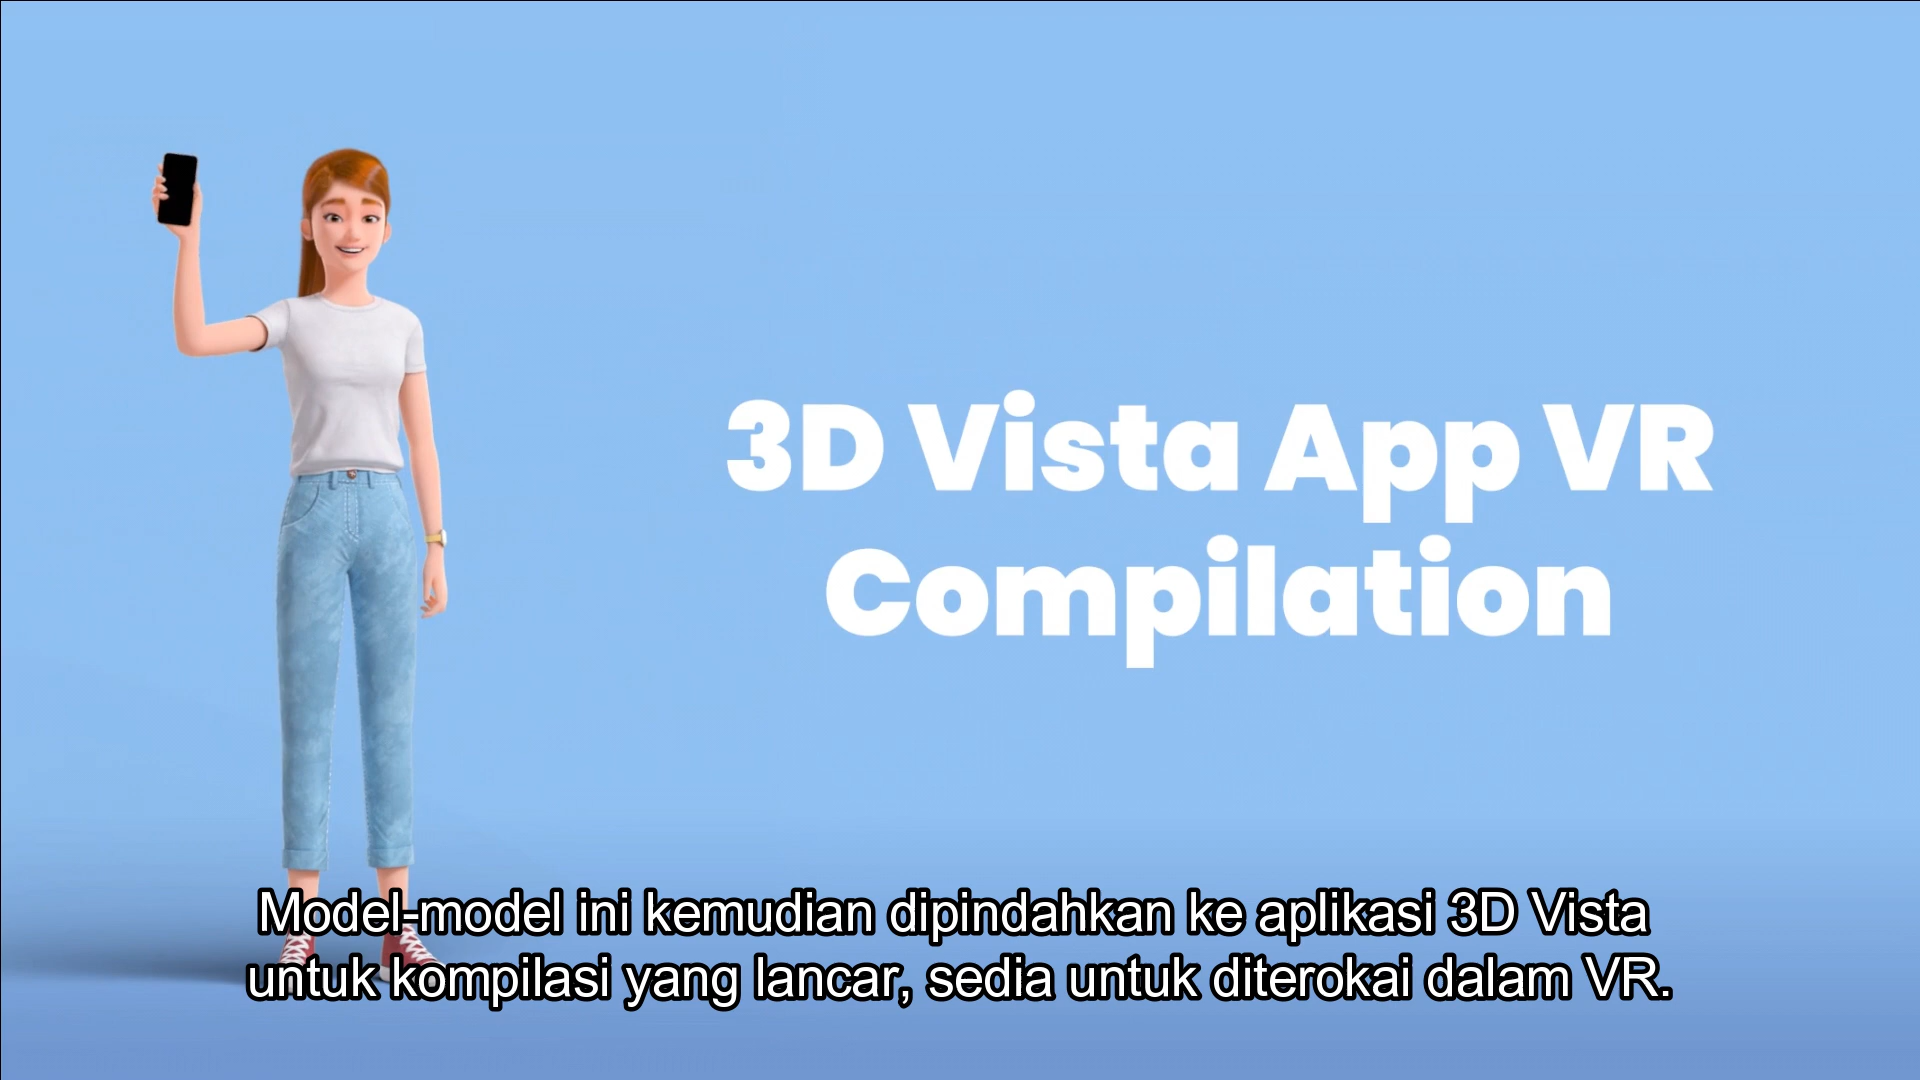 3D Vista App VR
Compilation
Model-model ini kemudian dipindahkan ke aplikasi 3D Vista
untuk kompilasi yang lancar, sedia untuk diterokai dalam VR.